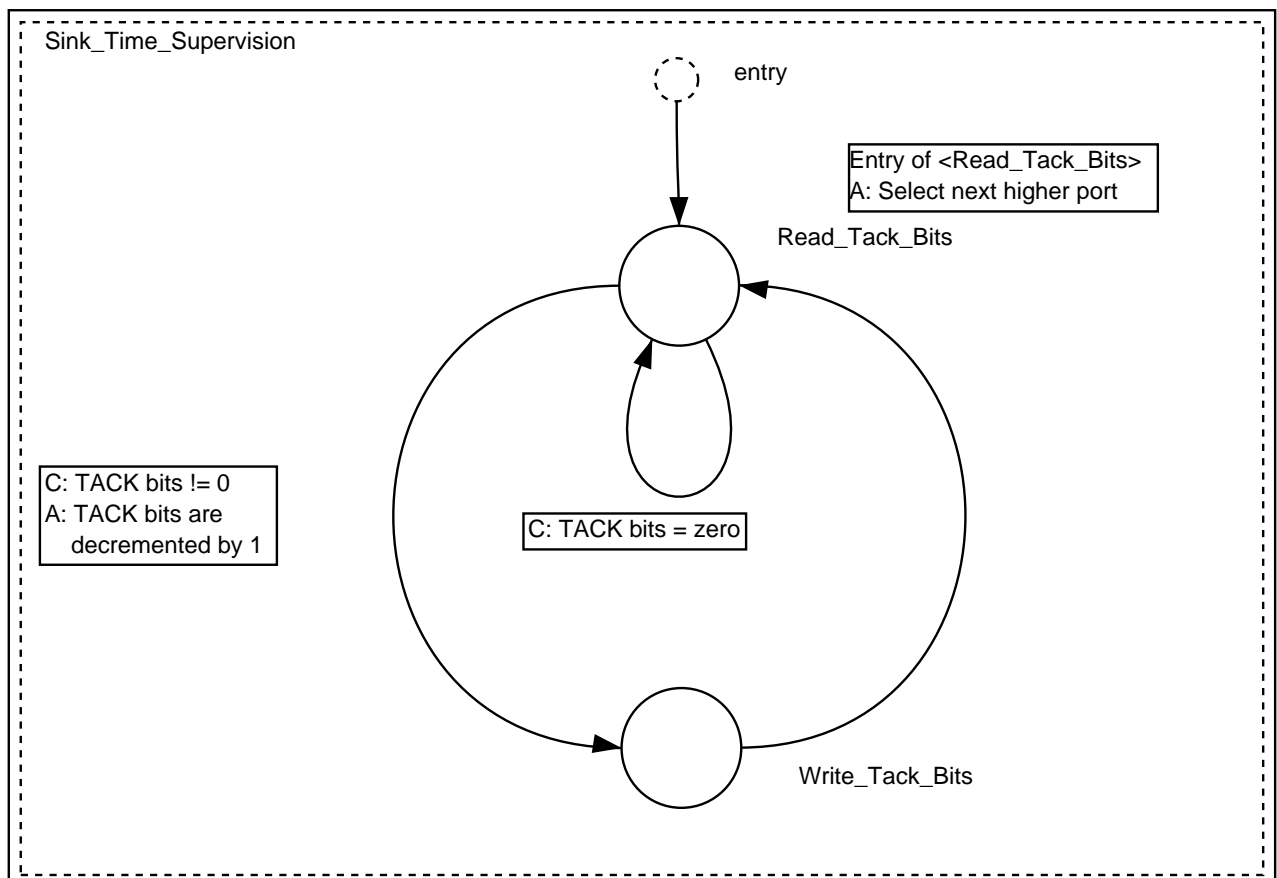 Sink_Time_Supervision
entry
Entry of <Read_Tack_Bits>
A: Select next higher port
Read_Tack_Bits
C: TACK bits != 0
A: TACK bits are
decremented by 1
C: TACK bits = zero
Write_Tack_Bits